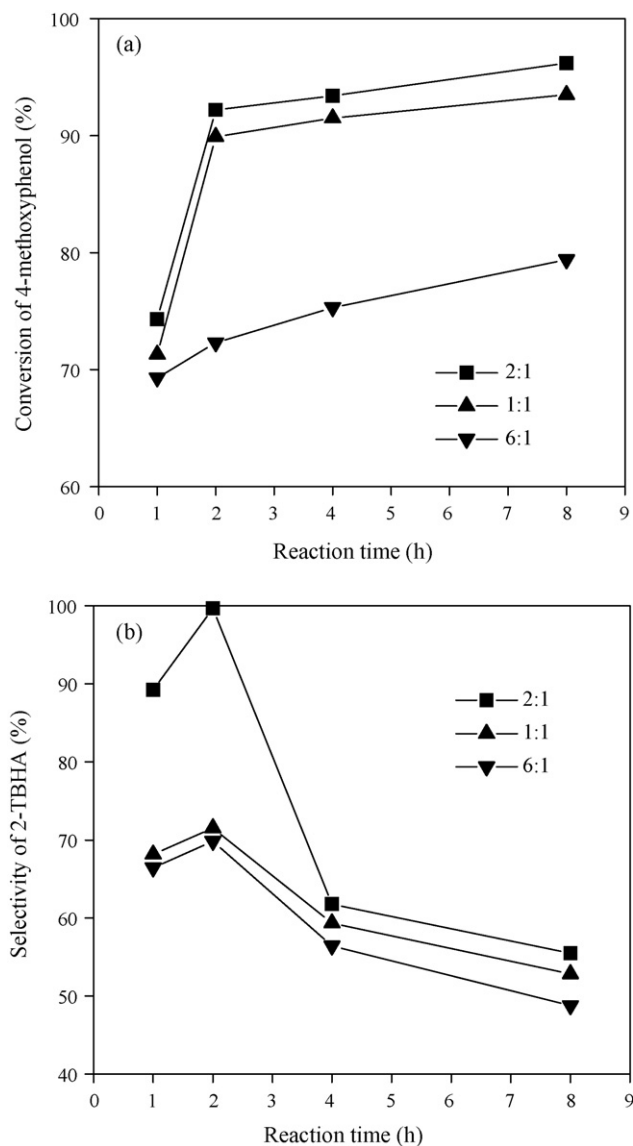 (a)
Conversion of 4-methoxyphenol (%)
100
90
80
70
60
2:1
1:1
6:1
0 1 2 3 4 5 6 7 8 9
Reaction time (h)
(b)
Selectivity of 2-TBHA (%)
100
90
80
70
60
50
40
2:1
1:1
6:1
0 1 2 3 4 5 6 7 8 9
Reaction time (h)